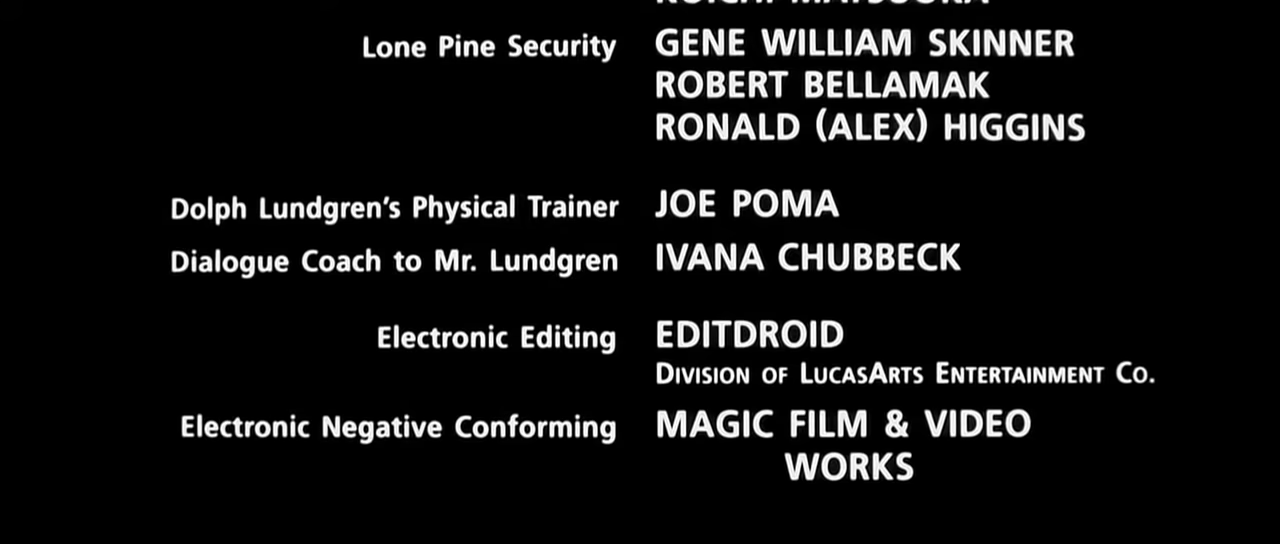 Lone Pine Security GENE WILLIAM SKINNER
ROBERT BELLAMAK
RONALD (ALEX) HIGGINS
Dolph Lundgren's Physical Trainer JOE POMA
Dialogue Coach to Mr. Lundgren IVANA CHUBBECK
Electronic Editing EDITDROID
DIVISION OF LUCASARTS ENTERTAINMENT CO.
Electronic Negative Conforming MAGIC FILM & VIDEO
WORKS